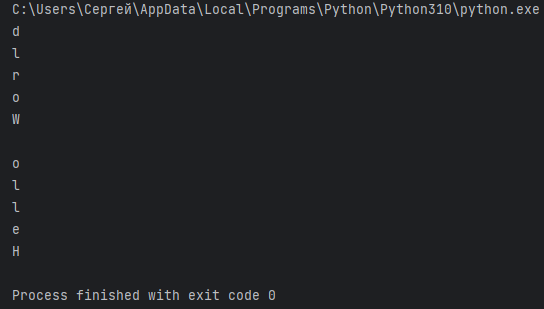 C:\Users\Сергей\AppData\Local\Programs\Python\Python310\python.exe
d
l
r
o
W

o
l
l
e
H

Process finished with exit code 0